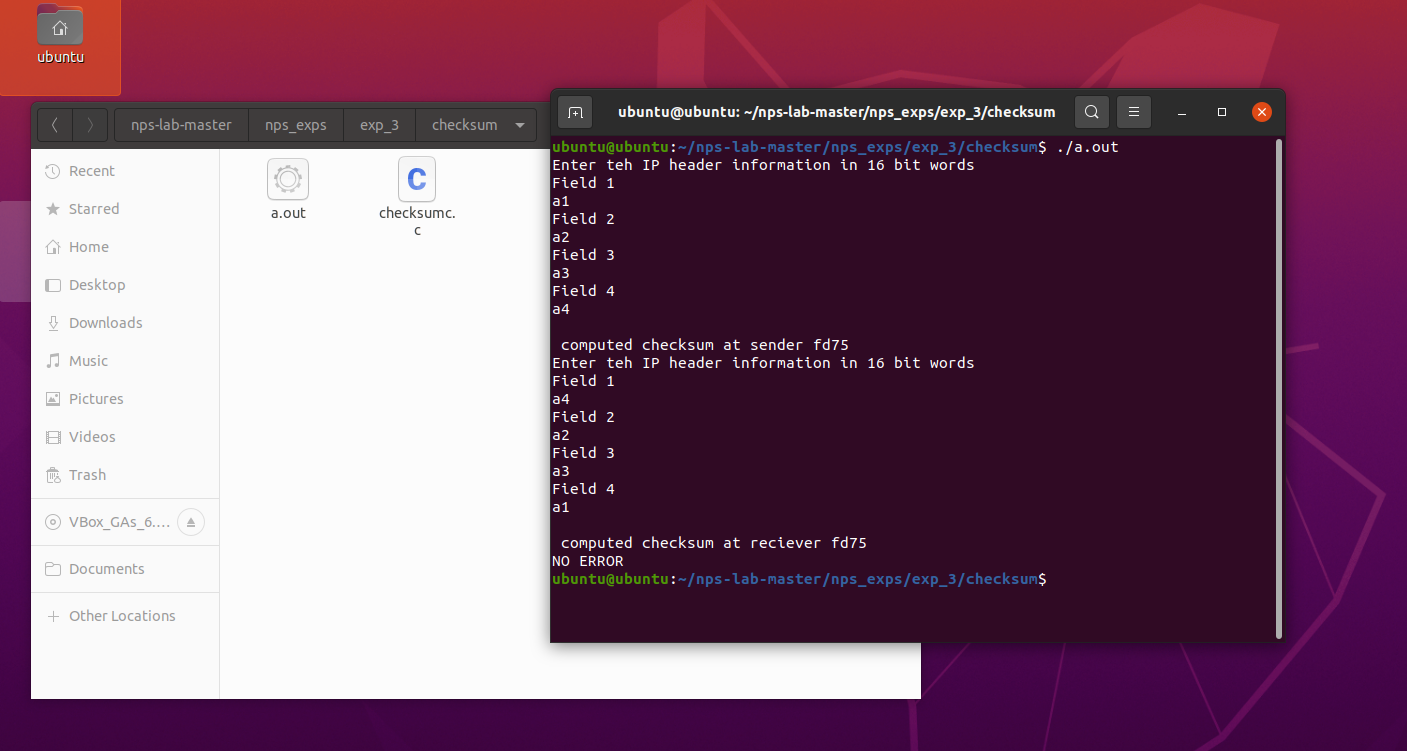 ubuntu
nps-lab-master nps_exps exp_3 checksum
Recent
Starred
Home
Desktop
Downloads
Music
Pictures
Videos
Trash
VBox_GAs_6....
Documents
Other Locations
a.out
checksumc.
c
ubuntu@ubuntu: ~/nps-lab-master/nps_exps/exp_3/checksum
ubuntu@ubuntu:~/nps-lab-master/nps_exps/exp_3/checksum$ ./a.out
Enter teh IP header information in 16 bit words
Field 1
a1
Field 2
a2
Field 3
a3
Field 4
a4
computed checksum at sender fd75
Enter teh IP header information in 16 bit words
Field 1
a4
Field 2
a2
Field 3
a3
Field 4
a1
computed checksum at reciever fd75
NO ERROR
ubuntu@ubuntu:~/nps-lab-master/nps_exps/exp_3/checksum$